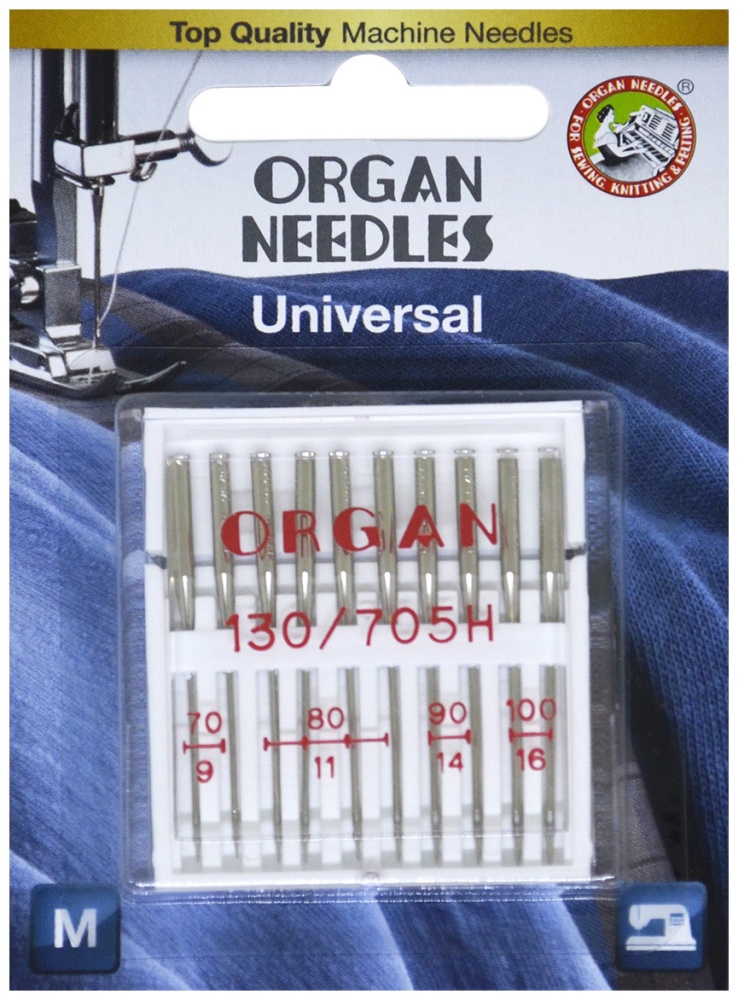 Top Quality Machine Needles
ORGAN NEEDLES
FOR SEWING, KNITTING & FELTING
®
ORGAN
NEEDLES
Universal
ORGAN
130/705H
70 80 90 100
9 11 14 16
M